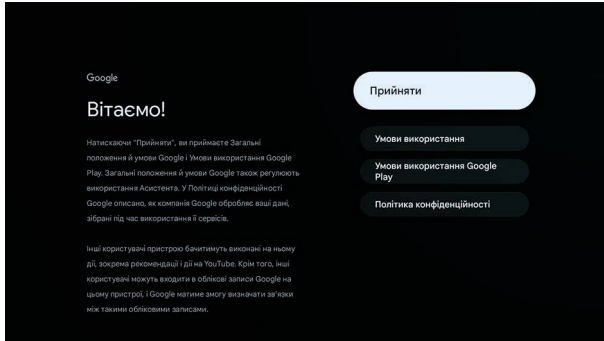 Google
Вітаємо!
Натискаючи "Прийняти", ви приймаєте Загальні
положення й умови Google і Умови використання Google
Play. Загальні положення й умови Google також регулюють
використання Асистента. У Політиці конфіденційності
Google описано, як компанія Google обробляє ваші дані,
зібрані під час використання її сервісів.
Інші користувачі пристрою бачитимуть виконані на ньому
дії, зокрема рекомендації і дії на YouTube. Крім того, інші
користувачі можуть входити в облікові записи Google на
цьому пристрої, і Google матиме змогу визначати зв'язки
між такими обліковими записами.
Прийняти
Умови використання
Умови використання Google
Play
Політика конфіденційності